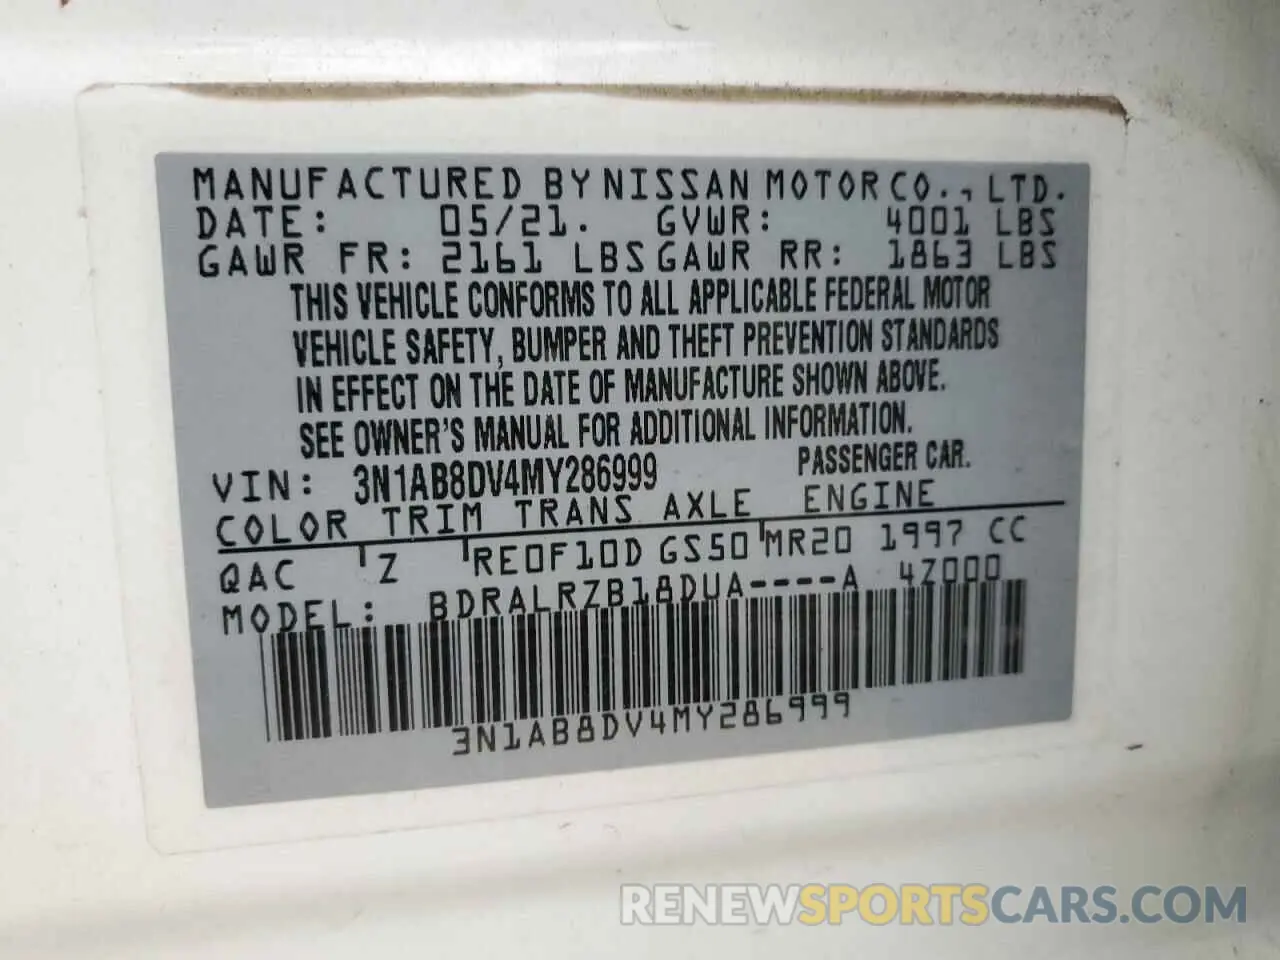 MANUFACTURED BY NISSAN MOTOR CO., LTD.
DATE: 05/21. GVWR: 4001 LBS
GAWR FR: 2161 LBS GAWR RR: 1863 LBS
THIS VEHICLE CONFORMS TO ALL APPLICABLE FEDERAL MOTOR
VEHICLE SAFETY, BUMPER AND THEFT PREVENTION STANDARDS
IN EFFECT ON THE DATE OF MANUFACTURE SHOWN ABOVE.
SEE OWNER'S MANUAL FOR ADDITIONAL INFORMATION.
VIN: 3N1AB8DV4MY286999 PASSENGER CAR.
COLOR TRIM TRANS AXLE ENGINE
QAC Z RE0F10D GS50 MR20 1997 CC
MODEL: BDRALRZB18DUA----A 4Z000
3N1AB8DV4MY286999
RENEWSPORTSCARS.COM